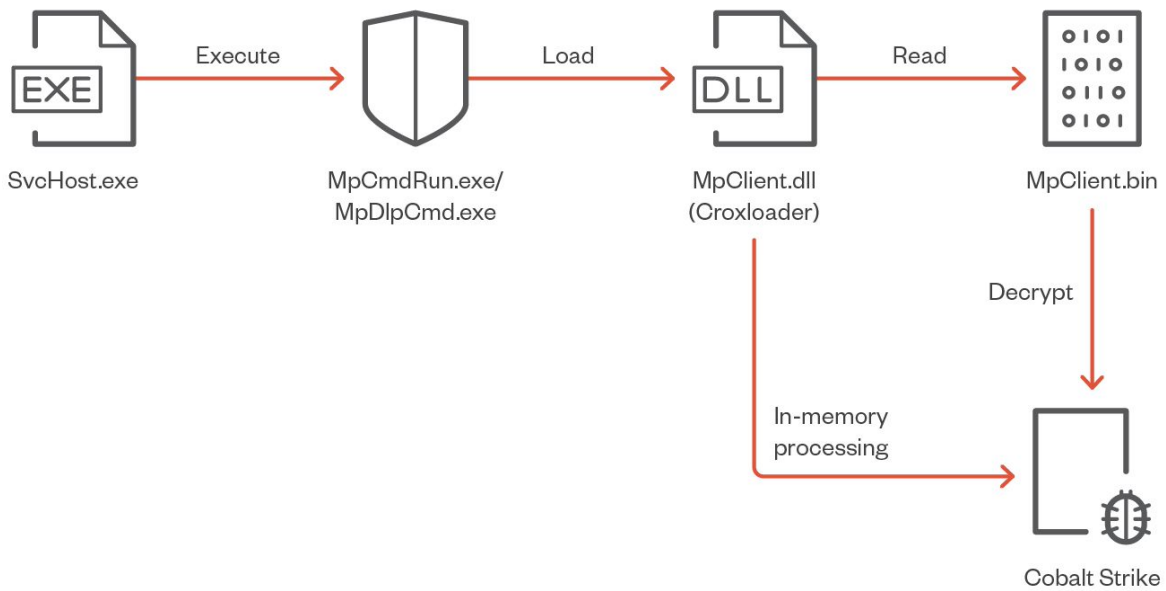 Execute
Load
Read
EXE
DLL
0101
1010
0110
0101
SvcHost.exe
MpCmdRun.exe/
MpDlpCmd.exe
MpClient.dll
(Croxloader)
MpClient.bin
Decrypt
In-memory
processing
Cobalt Strike